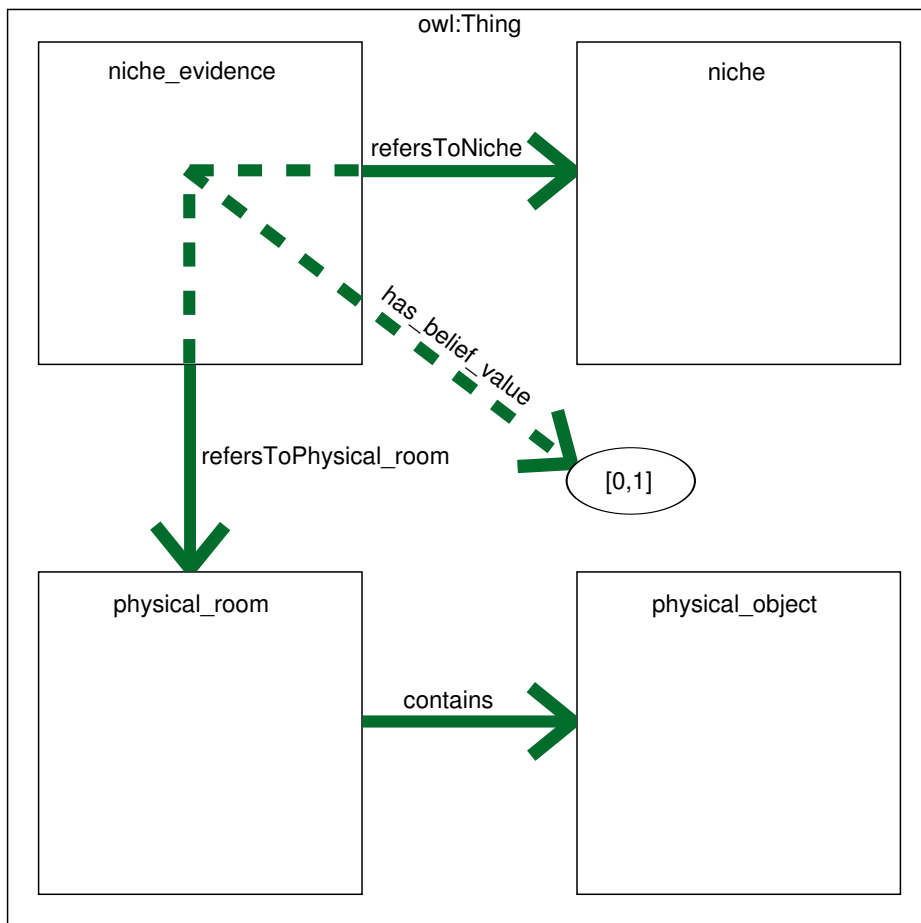 owl:Thing
niche_evidence
niche
refersToNiche
has_belief_value
refersToPhysical_room
[0,1]
physical_room
physical_object
contains